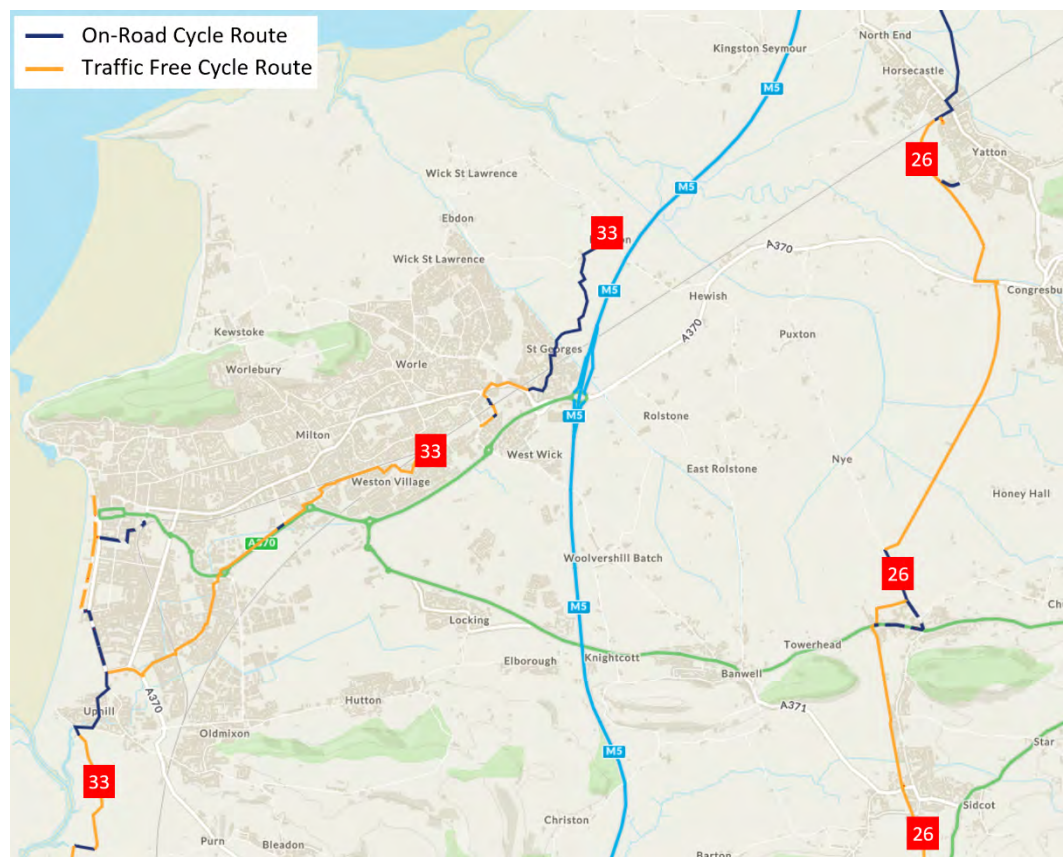 On-Road Cycle Route
Traffic Free Cycle Route
Kingston Seymour
North End
Horsecastle
M5
Yatton
26
Wick St Lawrence
M5
Ebdon
33
A370
Wick St Lawrence
M5
Hewish
Kewstoke
A370
Puxton
St Georges
Worlebury
Worle
M5
Rolstone
Milton
33
West Wick
Nye
East Rolstone
Weston Village
Honey Hall
A370
Woolvershill Batch
26
M5
Locking
Towerhead
Elborough
Knightcott
Banwell
Hutton
A370
Uphill
A371
Oldmixon
Star
M5
33
Sidcot
Christon
26
Purn
Bleadon
Barton